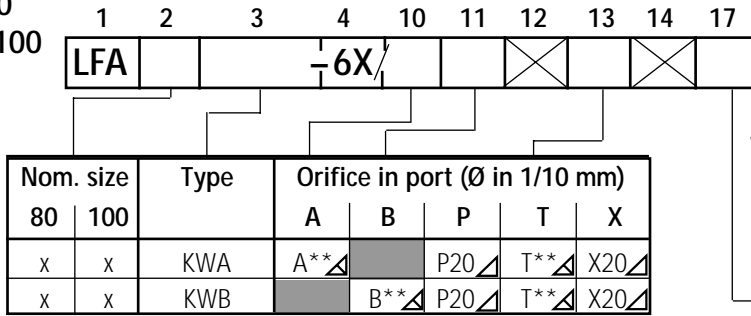 1 2 3 4 10 11 12 13 14 17
100
LFA –6X/
Nom. size Type Orifice in port (Ø in 1/10 mm)
80 100 A B P T X
x x KWA A** P20 T** X20
x x KWB B** P20 T** X20